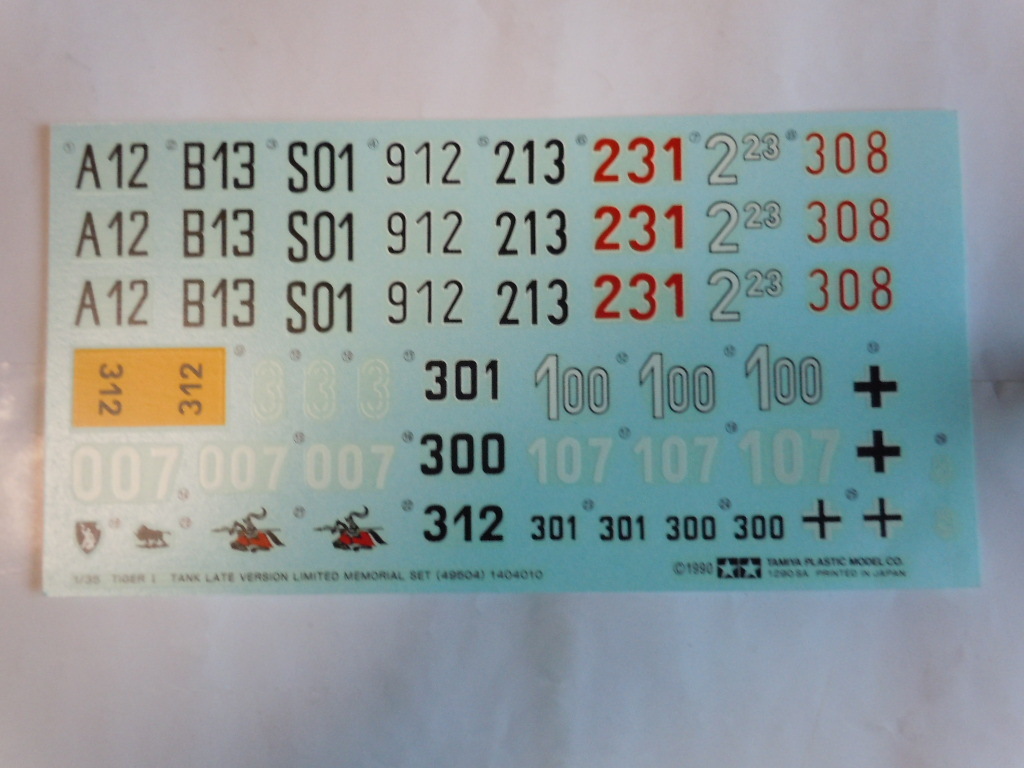 A12 B13 S01 912 213 231 223 308
A12 B13 S01 912 213 231 223 308
A12 B13 S01 912 213 231 223 308
312 312 3 3 3 301 100 100 100
007 007 007 300 107 107 107
312 301 301 300 300
1/35 TIGER I TANK LATE VERSION LIMITED MEMORIAL SET (49504) 1404010
©1990 TAMIYA PLASTIC MODEL CO.
PRINTED IN JAPAN